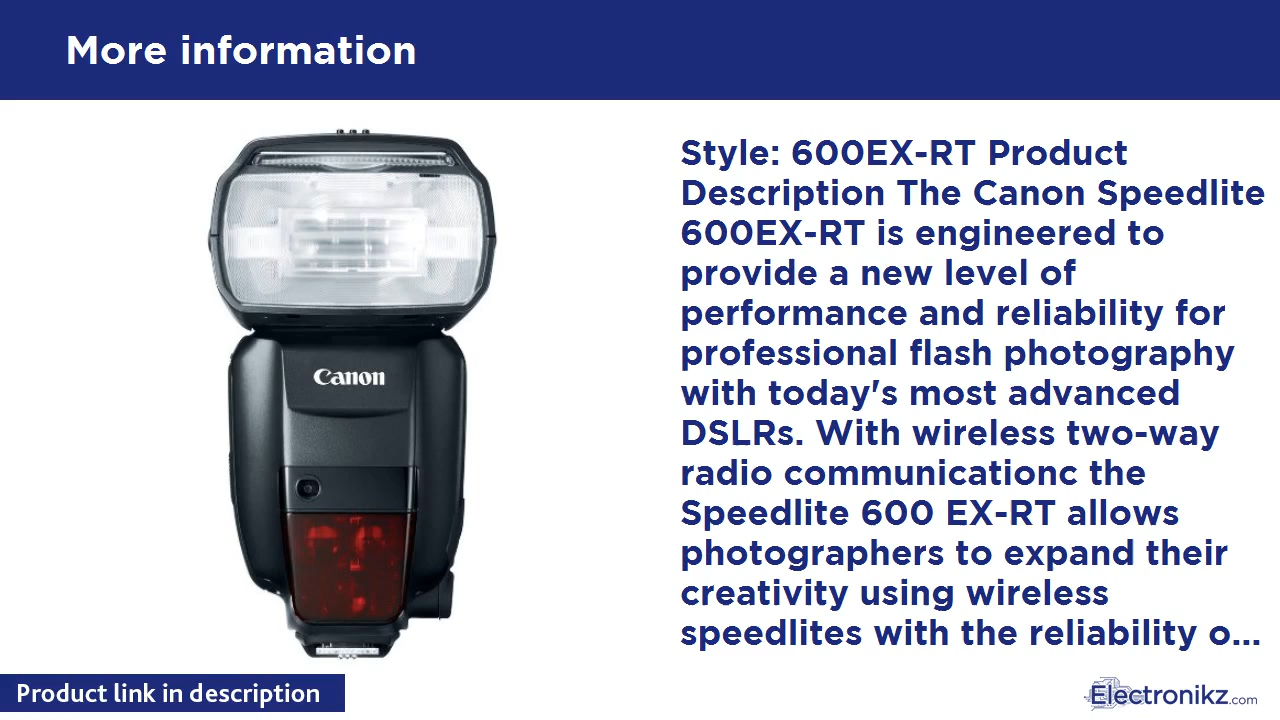 More information
Canon
Style: 600EX-RT Product
Description The Canon Speedlite
600EX-RT is engineered to
provide a new level of
performance and reliability for
professional flash photography
with today's most advanced
DSLRs. With wireless two-way
radio communicationc the
Speedlite 600 EX-RT allows
photographers to expand their
creativity using wireless
speedlites with the reliability o...
Product link in description
Electronikz.com